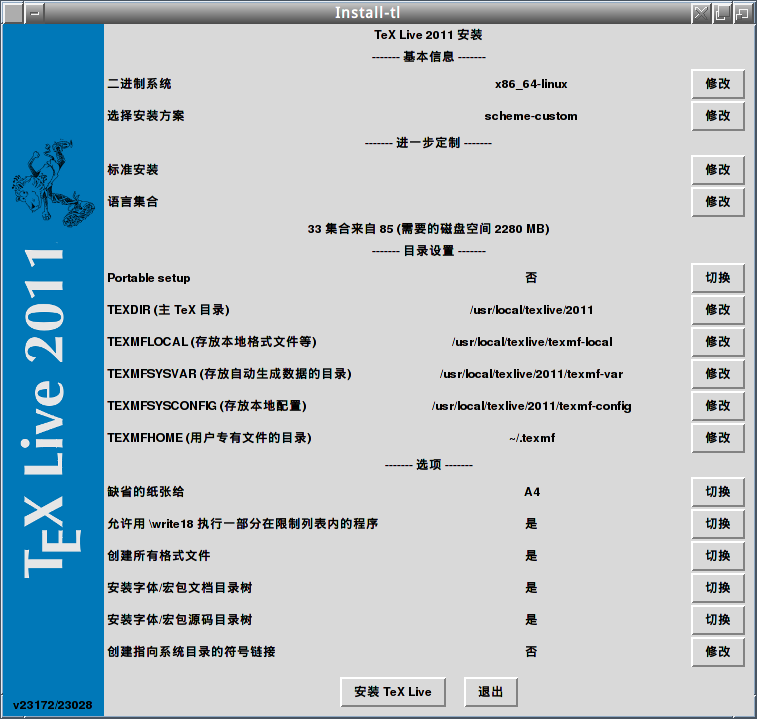 Install-tl
TeX Live 2011 安装
------- 基本信息 -------
二进制系统 x86_64-linux 修改
选择安装方案 scheme-custom 修改
------- 进一步定制 -------
标准安装 修改
语言集合 修改
33 集合来自 85 (需要的磁盘空间 2280 MB)
------- 目录设置 -------
Portable setup 否 切换
TEXDIR (主 TeX 目录) /usr/local/texlive/2011 修改
TEXMFLOCAL (存放本地格式文件等) /usr/local/texlive/texmf-local 修改
TEXMFSYSVAR (存放自动生成数据的目录) /usr/local/texlive/2011/texmf-var 修改
TEXMFSYSCONFIG (存放本地配置) /usr/local/texlive/2011/texmf-config 修改
TEXMFHOME (用户专有文件的目录) ~/.texmf 修改
------- 选项 -------
缺省的纸张给 A4 切换
允许用 \write18 执行一部分在限制列表内的程序 是 切换
创建所有格式文件 是 切换
安装字体/宏包文档目录树 是 切换
安装字体/宏包源码目录树 是 切换
创建指向系统目录的符号链接 否 修改
安装 TeX Live 退出
TEX Live 2011
v23172/23028